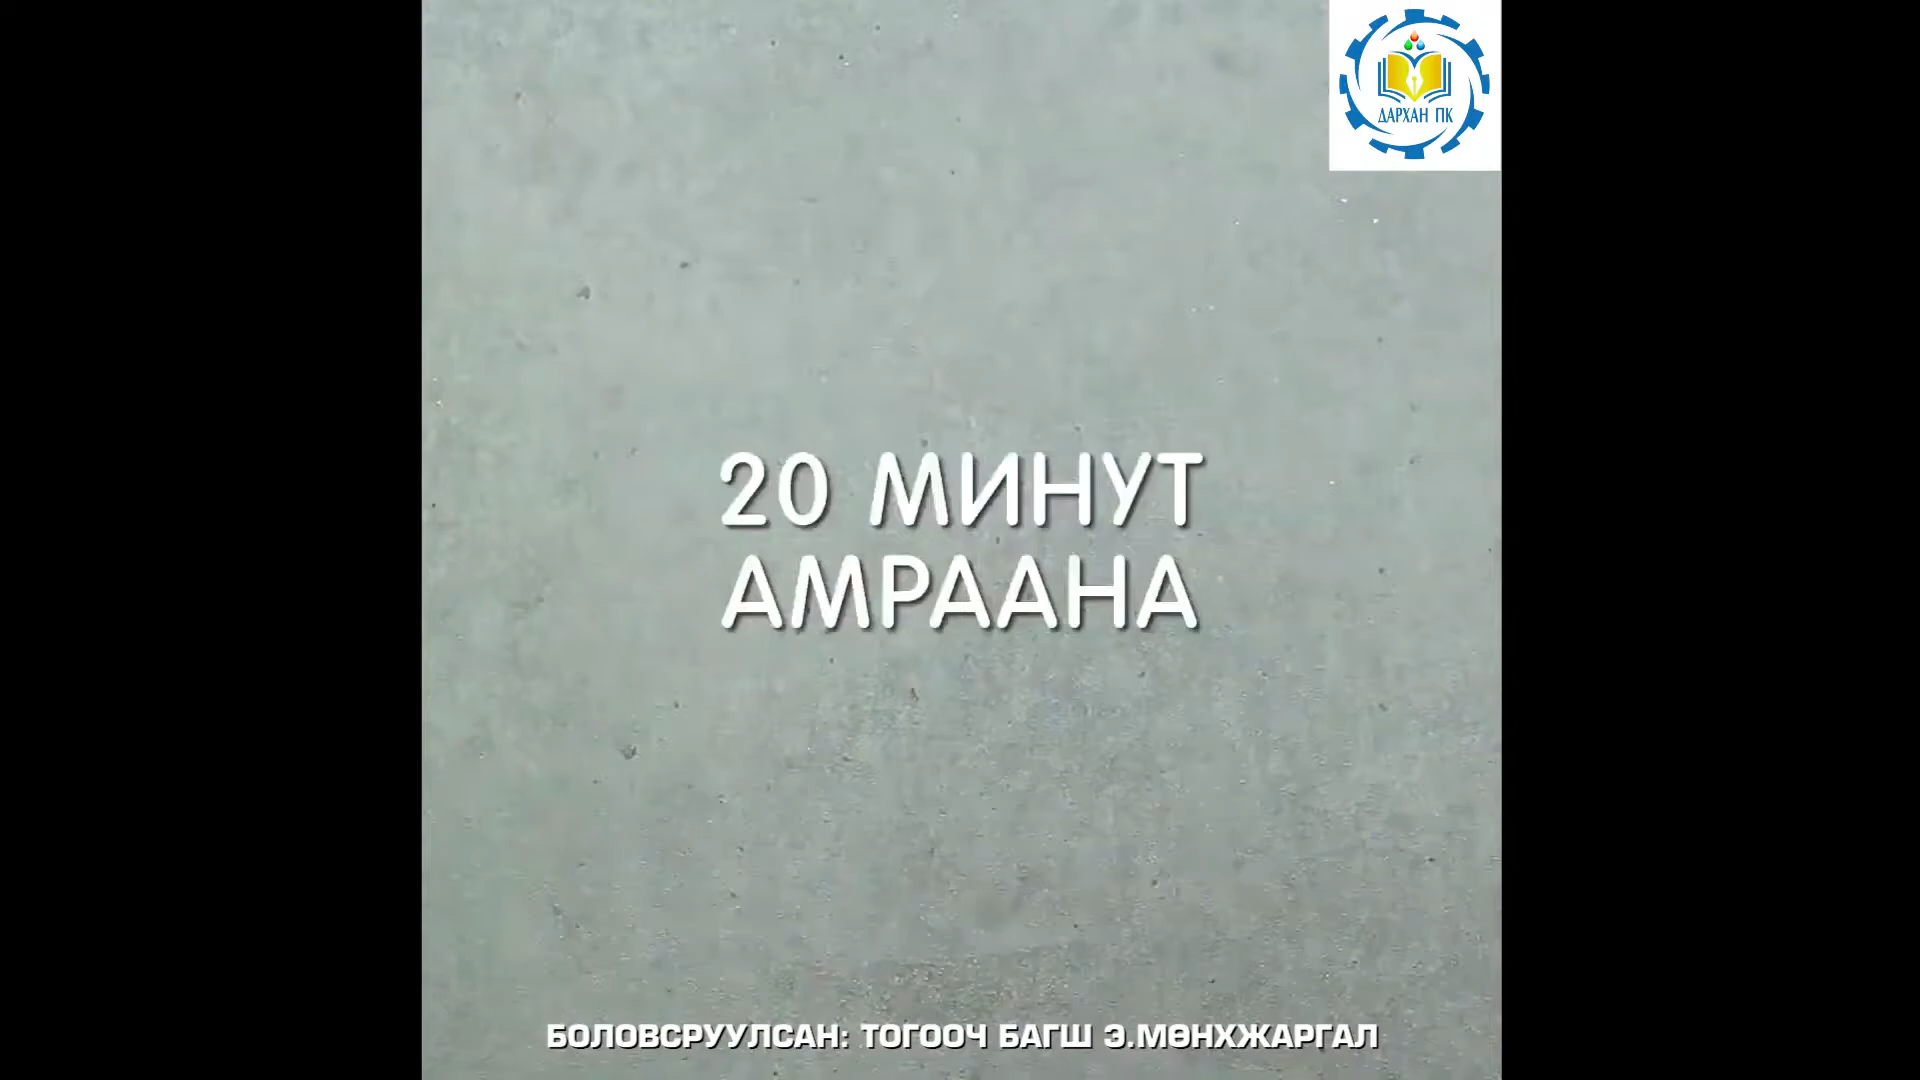 ДАРХАН ПК
20 МИНУТ
АМРААНА
БОЛОВСРУУЛСАН: ТОГООЧ БАГШ Э.МӨНХЖАРГАЛ